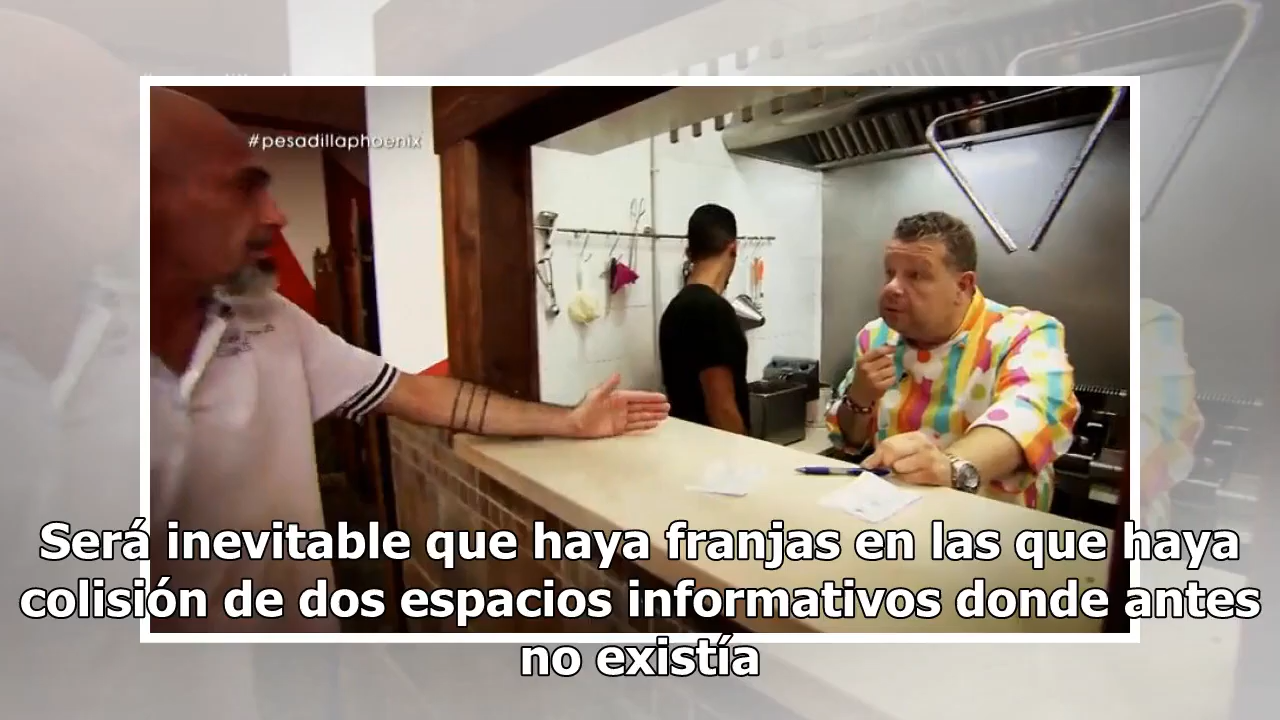 #pesadillaphoenix
Será inevitable que haya franjas en las que haya
colisión de dos espacios informativos donde antes
no existía